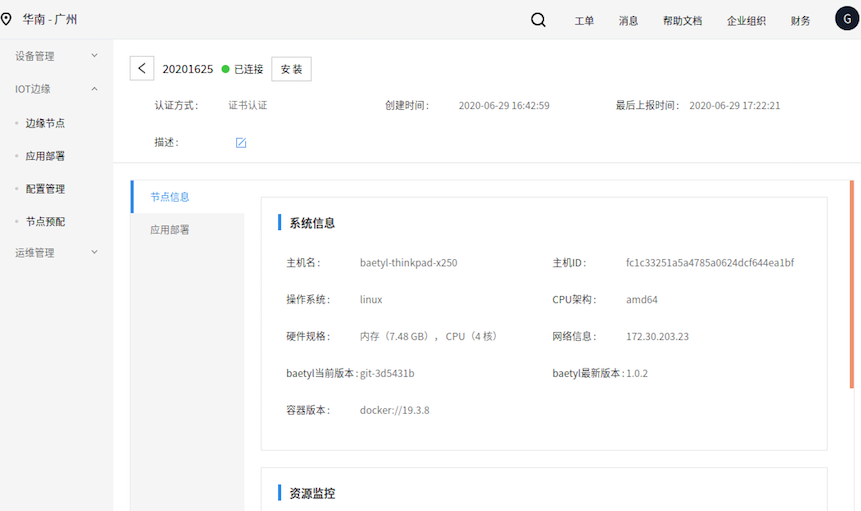 华南 - 广州
工单 消息 帮助文档 企业组织 财务 G
设备管理
IOT边缘
边缘节点
应用部署
配置管理
节点预配
运维管理
20201625 已连接 安 装
认证方式： 证书认证 创建时间： 2020-06-29 16:42:59 最后上报时间： 2020-06-29 17:22:21
描述：
节点信息
应用部署
系统信息
主机名： baetyl-thinkpad-x250 主机ID： fc1c33251a5a4785a0624dcf644ea1bf
操作系统： linux CPU架构： amd64
硬件规格： 内存（7.48 GB），CPU（4 核） 网络信息： 172.30.203.23
baetyl当前版本：git-3d5431b baetyl最新版本：1.0.2
容器版本： docker://19.3.8
资源监控